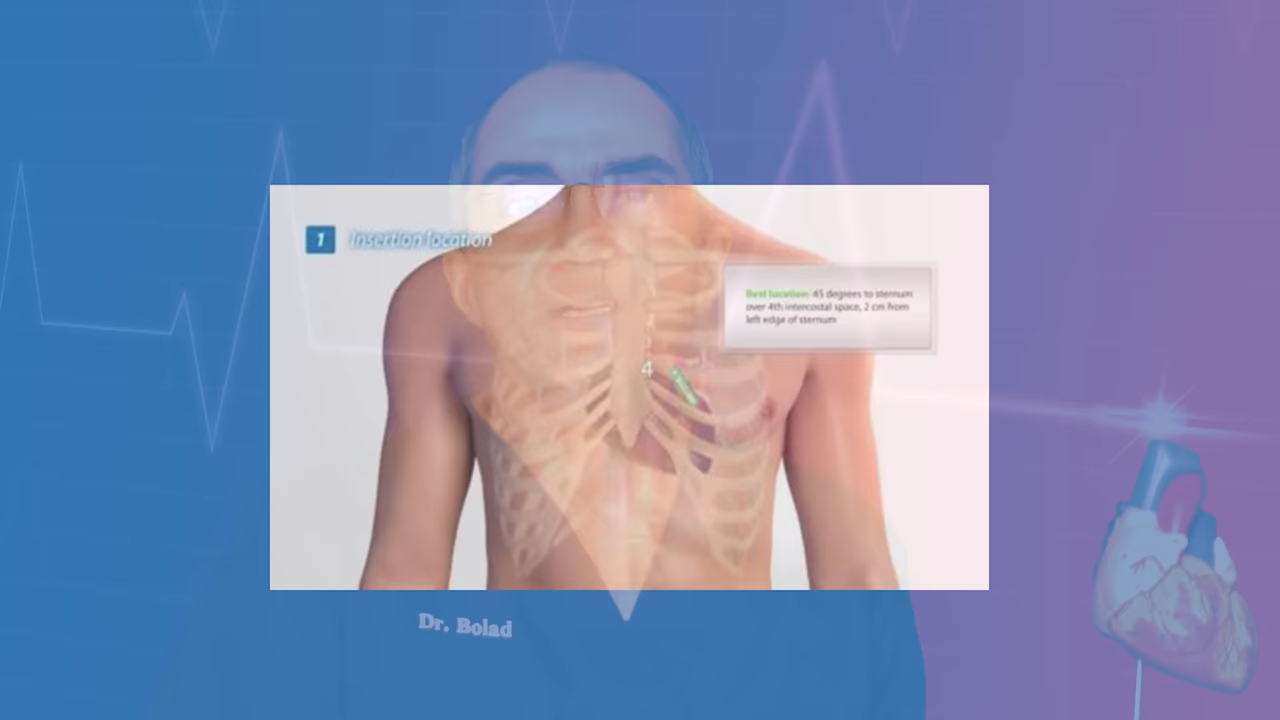 1 Insertion location
Best location: 45 degrees to sternum
over 4th intercostal space, 2 cm from
left edge of sternum
4
Dr. Bolad